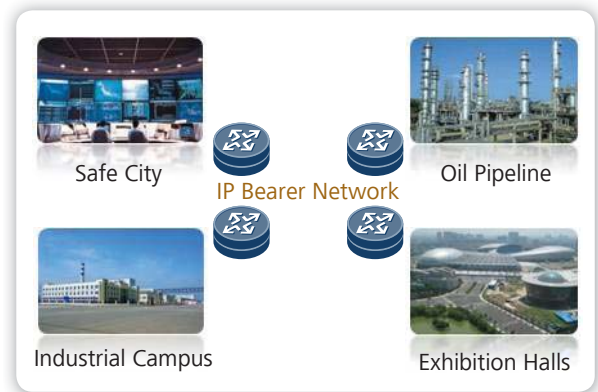 Safe City
Oil Pipeline
IP Bearer Network
Industrial Campus
Exhibition Halls